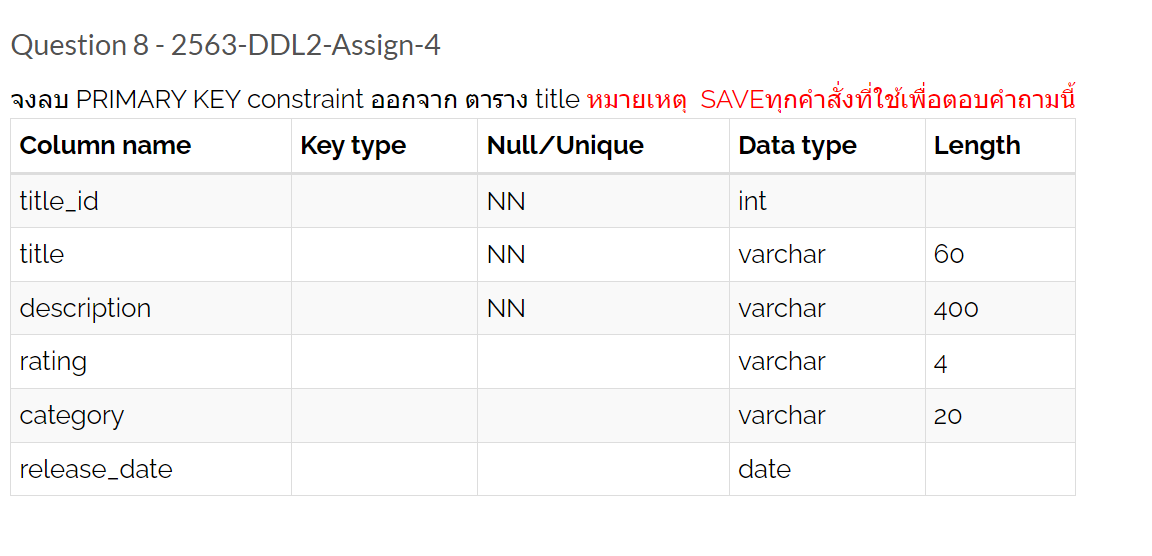 Question 8 - 2563-DDL2-Assign-4
จงลบ PRIMARY KEY constraint ออกจาก ตาราง title หมายเหตุ SAVEทุกคำสั่งที่ใช้เพื่อตอบคำถามนี้
Column name Key type Null/Unique Data type Length
title_id NN int
title NN varchar 60
description NN varchar 400
rating varchar 4
category varchar 20
release_date date